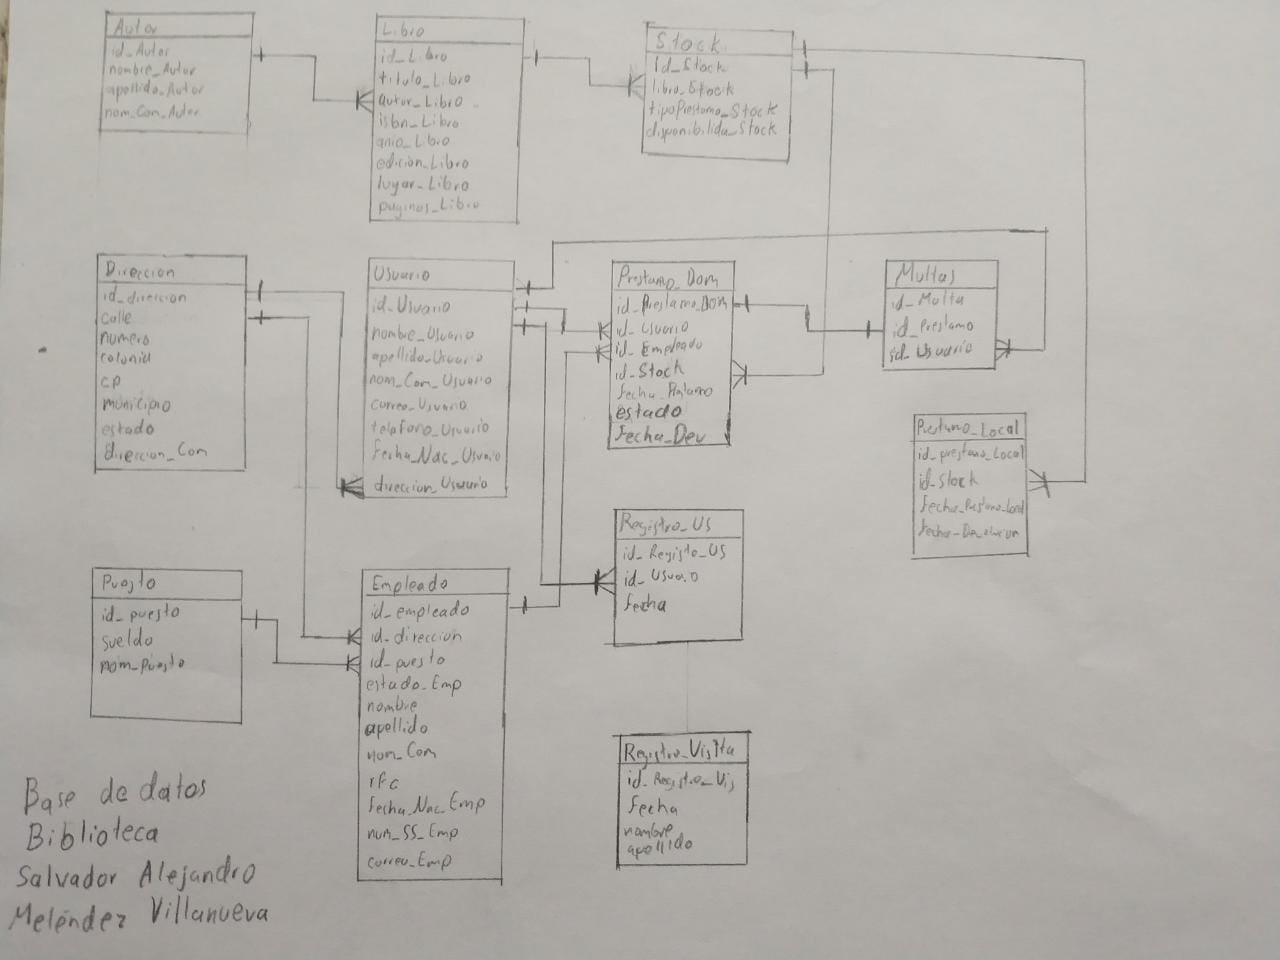 Autor
id_Autor
nombre_Autor
apellido_Autor
nom_Com_Autor
Libro
id_Libro
titulo_Libro
autor_Libro
isbn_Libro
anio_Libro
edicion_Libro
lugar_Libro
paginas_Libro
Stock
id_Stock
libro_Stock
tipoPrestamo_Stock
disponibilida_Stock
Direccion
id_direccion
calle
numero
colonia
CP
municipio
estado
direccion_Com
Usuario
id_Usuario
nombre_Usuario
apellido_Usuario
nom_Com_Usuario
correo_Usuario
telefono_Usuario
fecha_Nac_Usuario
direccion_Usuario
Prestamo_Dom
id_Prestamo_Dom
id_Usuario
id_Empleado
id_Stock
fecha_Prestamo
estado
fecha_Dev
Multas
id_Multa
id_Prestamo
id_Usuario
Prestamo_Local
id_prestamo_Local
id_Stock
fecha_Prestamo_Local
fecha_Devolucion
Puesto
id_puesto
sueldo
nom_puesto
Empleado
id_empleado
id_direccion
id_puesto
estado_Emp
nombre
apellido
nom_Com
rfc
fecha_Nac_Emp
num_SS_Emp
correo_Emp
Registro_US
id_Registo_US
id_Usuario
fecha
Registro_Visita
id_Registro_Vis
fecha
nombre
apellido
Base de datos
Biblioteca
Salvador Alejandro
Meléndez Villanueva